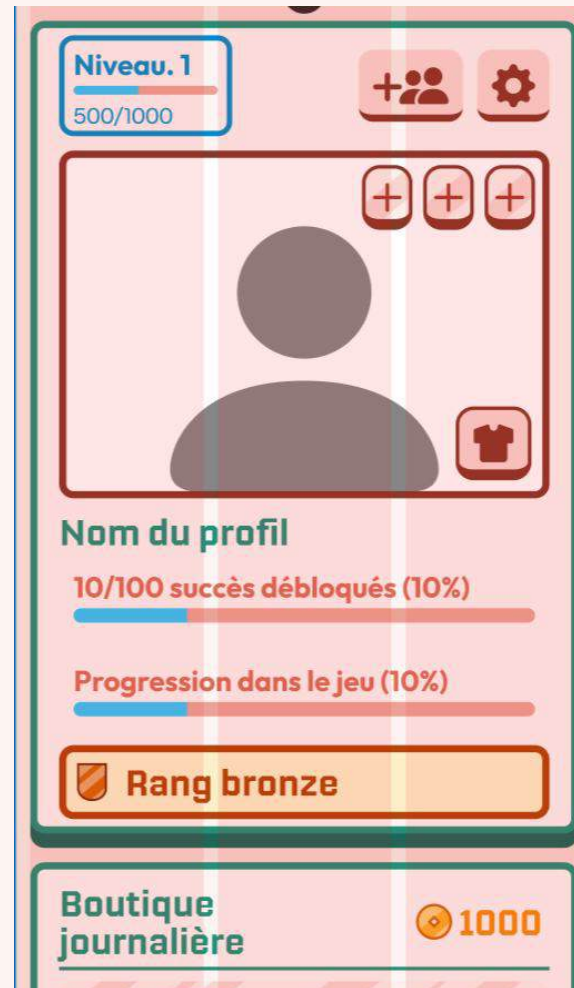 Niveau. 1
500/1000
Nom du profil
10/100 succès débloqués (10%)
Progression dans le jeu (10%)
Rang bronze
Boutique
journalière
1000